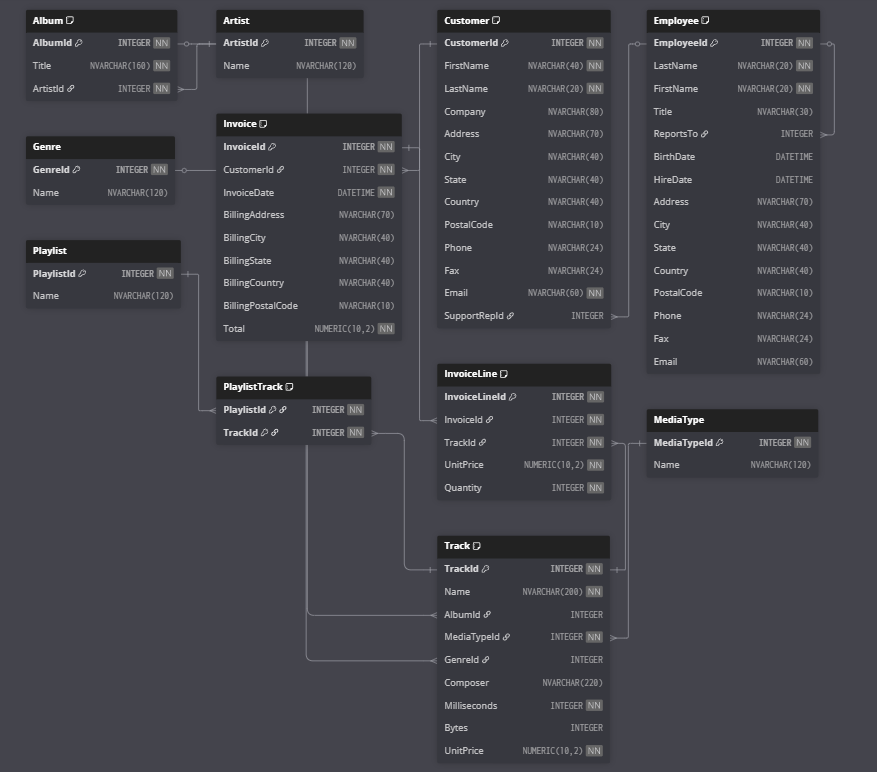 Album
AlbumId INTEGER NN
Title NVARCHAR(160) NN
ArtistId INTEGER NN
Artist
ArtistId INTEGER NN
Name NVARCHAR(120)
Customer
CustomerId INTEGER NN
FirstName NVARCHAR(40) NN
LastName NVARCHAR(20) NN
Company NVARCHAR(80)
Address NVARCHAR(70)
City NVARCHAR(40)
State NVARCHAR(40)
Country NVARCHAR(40)
PostalCode NVARCHAR(10)
Phone NVARCHAR(24)
Fax NVARCHAR(24)
Email NVARCHAR(60) NN
SupportRepId INTEGER
Employee
EmployeeId INTEGER NN
LastName NVARCHAR(20) NN
FirstName NVARCHAR(20) NN
Title NVARCHAR(30)
ReportsTo INTEGER
BirthDate DATETIME
HireDate DATETIME
Address NVARCHAR(70)
City NVARCHAR(40)
State NVARCHAR(40)
Country NVARCHAR(40)
PostalCode NVARCHAR(10)
Phone NVARCHAR(24)
Fax NVARCHAR(24)
Email NVARCHAR(60)
Genre
GenreId INTEGER NN
Name NVARCHAR(120)
Invoice
InvoiceId INTEGER NN
CustomerId INTEGER NN
InvoiceDate DATETIME NN
BillingAddress NVARCHAR(70)
BillingCity NVARCHAR(40)
BillingState NVARCHAR(40)
BillingCountry NVARCHAR(40)
BillingPostalCode NVARCHAR(10)
Total NUMERIC(10,2) NN
Playlist
PlaylistId INTEGER NN
Name NVARCHAR(120)
PlaylistTrack
PlaylistId INTEGER NN
TrackId INTEGER NN
InvoiceLine
InvoiceLineId INTEGER NN
InvoiceId INTEGER NN
TrackId INTEGER NN
UnitPrice NUMERIC(10,2) NN
Quantity INTEGER NN
MediaType
MediaTypeId INTEGER NN
Name NVARCHAR(120)
Track
TrackId INTEGER NN
Name NVARCHAR(200) NN
AlbumId INTEGER
MediaTypeId INTEGER NN
GenreId INTEGER
Composer NVARCHAR(220)
Milliseconds INTEGER NN
Bytes INTEGER
UnitPrice NUMERIC(10,2) NN